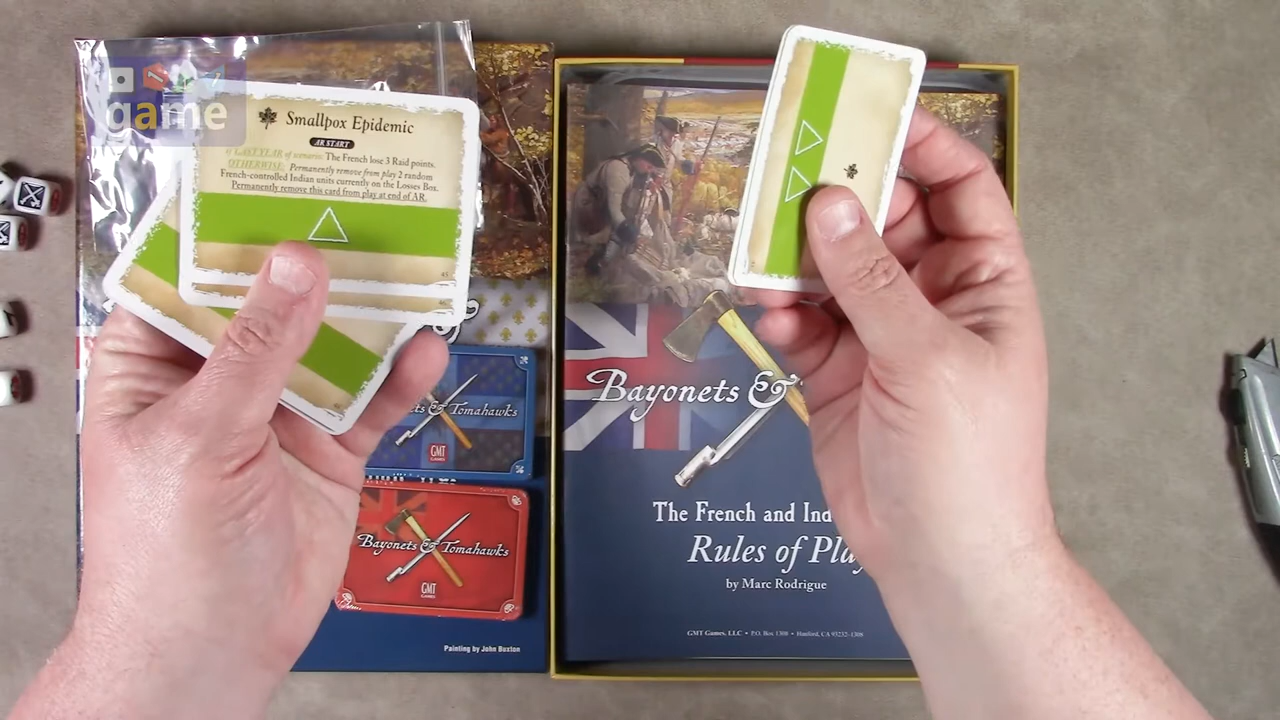 game
Smallpox Epidemic
AR START
If LAST YEAR of scenario: The French lose 3 Raid points.
OTHERWISE: Permanently remove from play 2 random
French-controlled Indian units currently on the Losses Box.
Permanently remove this card from play at end of AR.
Bayonets &
Tomahawks
GMT
GAMES
Bayonets & Tomahawks
GMT
GAMES
Painting by John Buxton
The French and Ind
Rules of Play
by Marc Rodrigue
GMT Games, LLC • P.O. Box 1308 • Hanford, CA 93232-1308